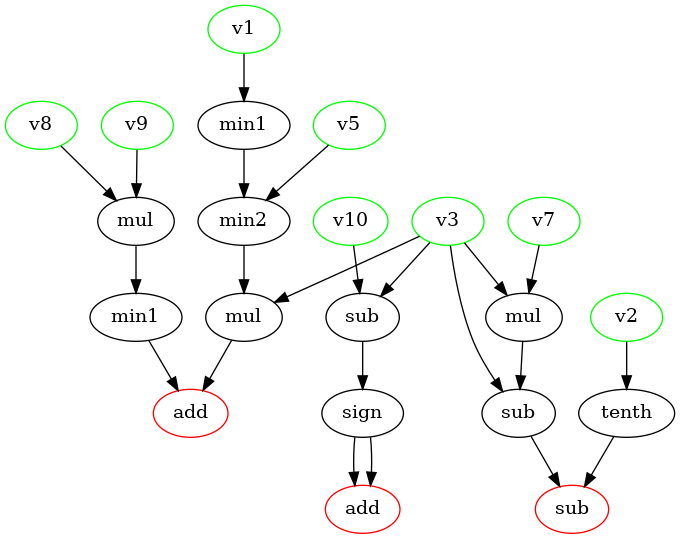 v1
v8 v9 min1 v5
mul min2 v10 v3 v7
min1 mul sub mul v2
add sign sub tenth
add sub